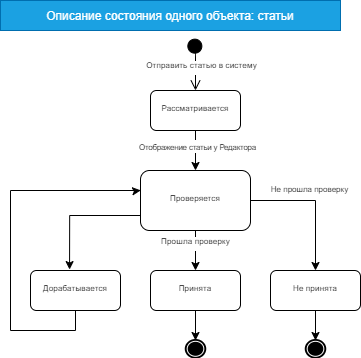 Описание состояния одного объекта: статьи
Отправить статью в систему
Рассматривается
Отображение статьи у Редактора
Проверяется
Не прошла проверку
Прошла проверку
Дорабатывается
Принята
Не принята